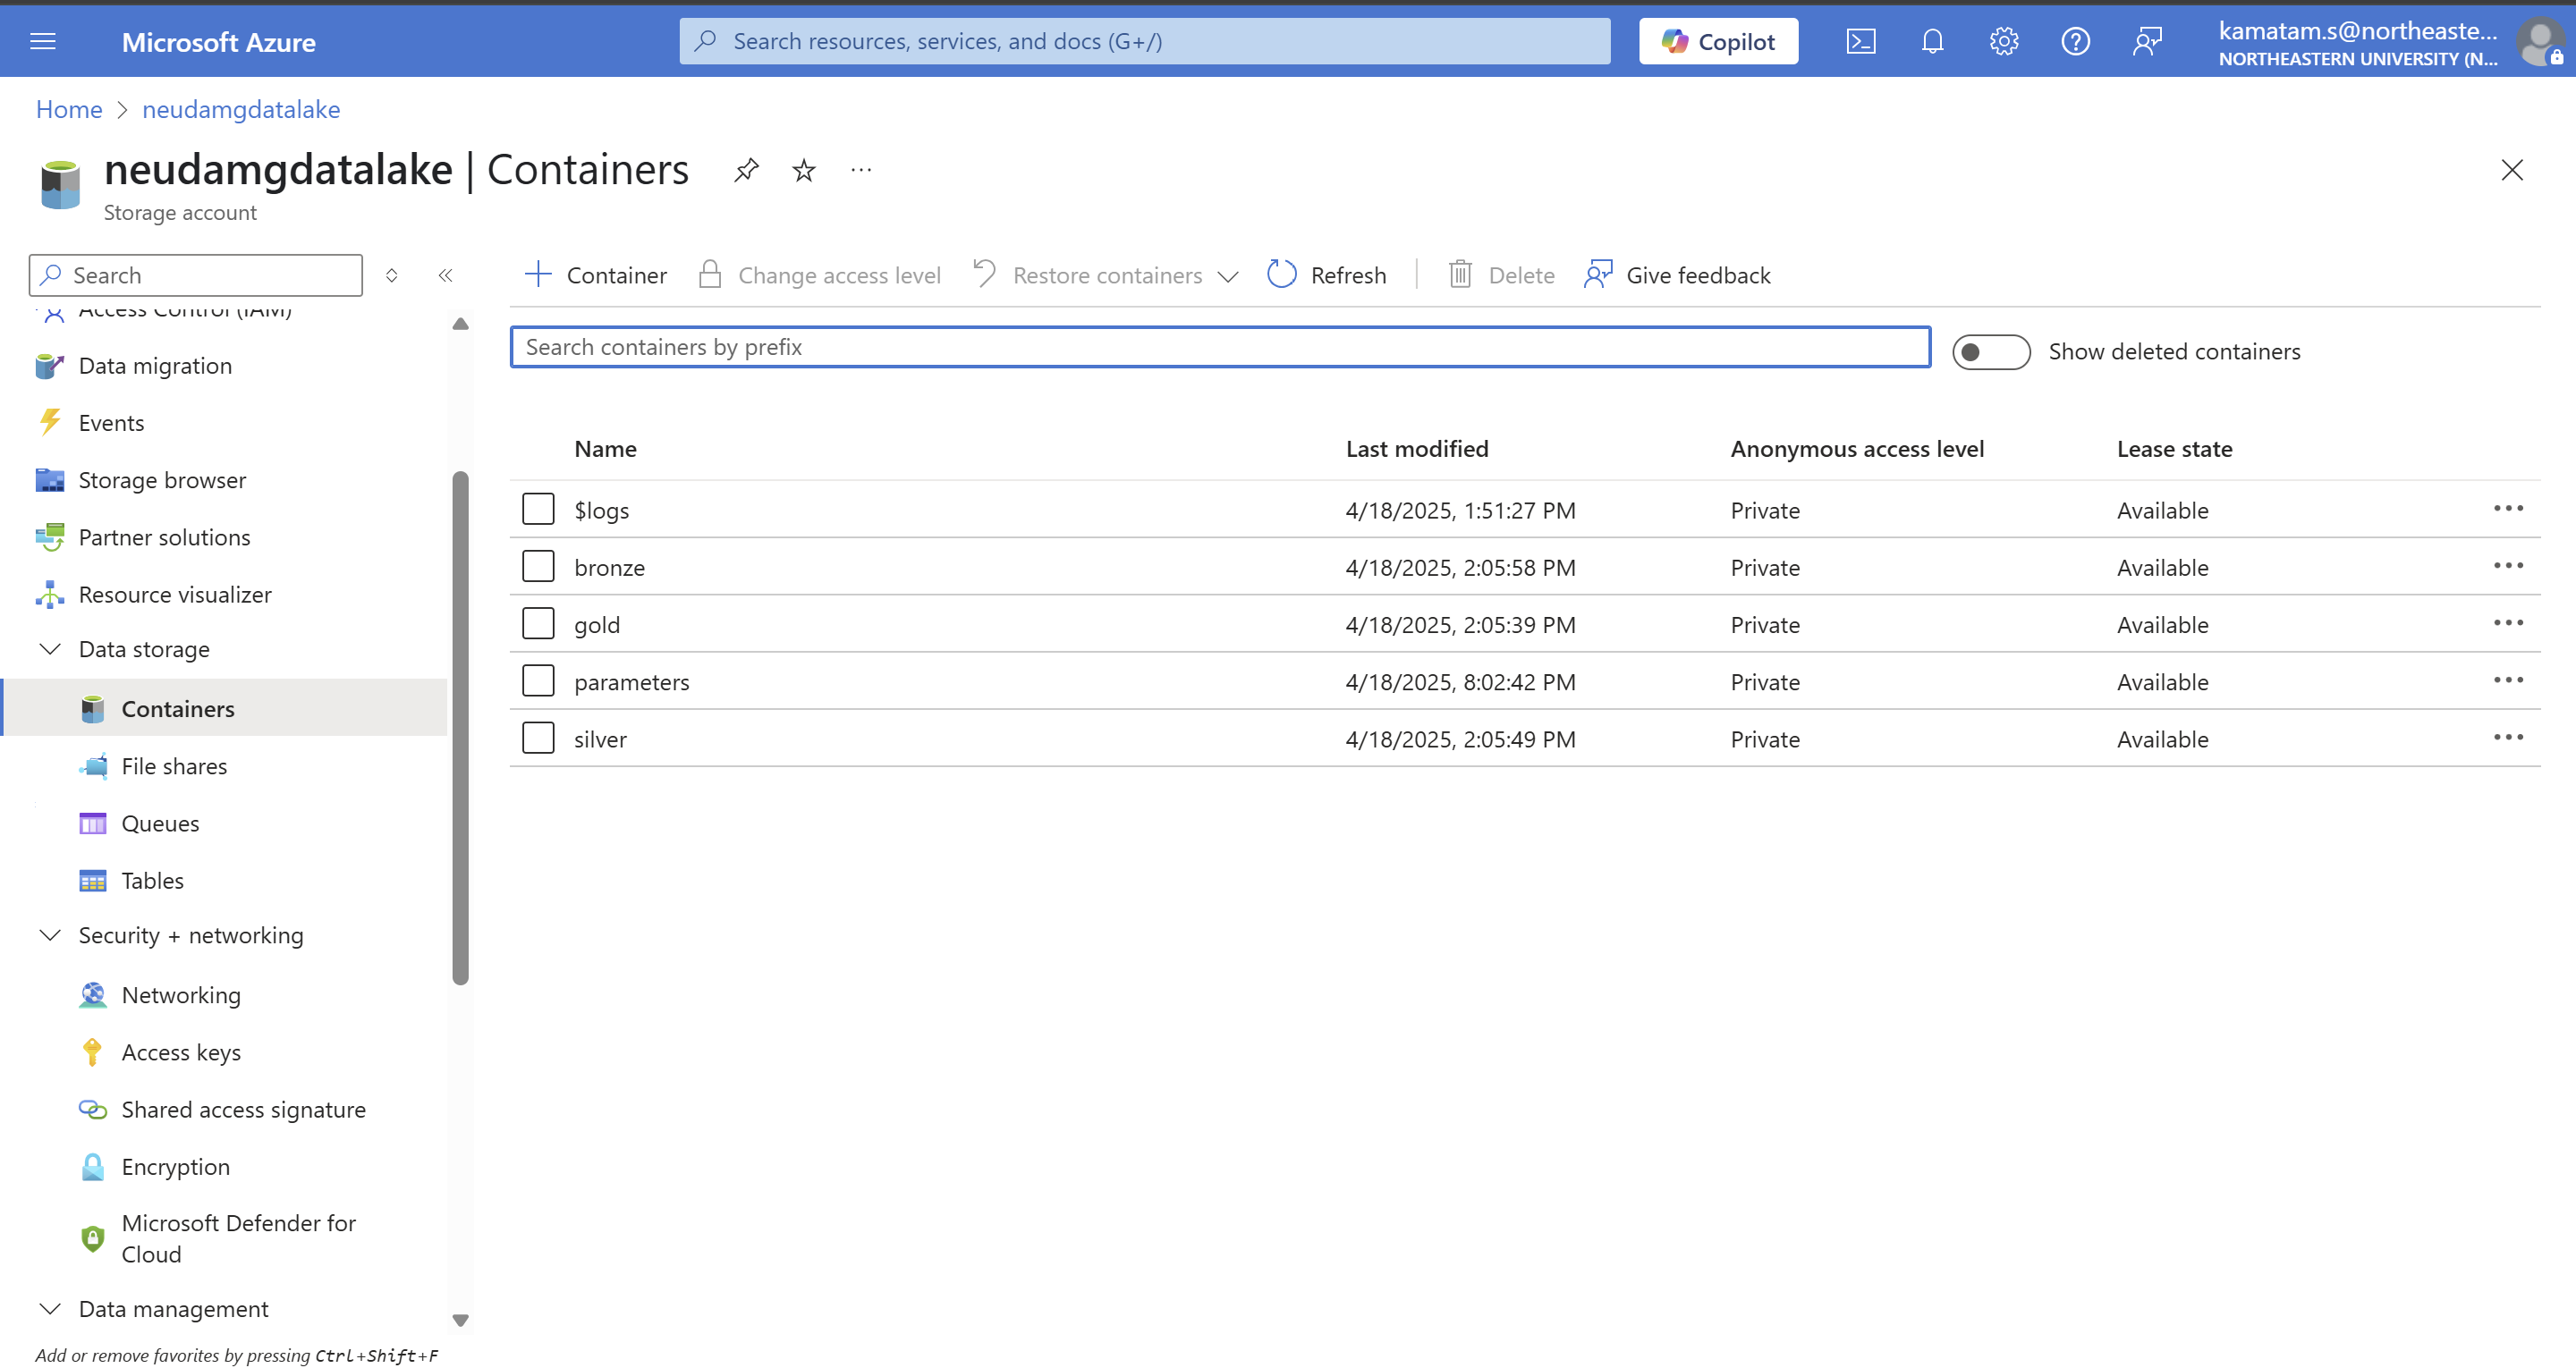 Microsoft Azure
Search resources, services, and docs (G+/)
Copilot
kamatam.s@northeaste...
NORTHEASTERN UNIVERSITY (N...
Home > neudamgdatalake
neudamgdatalake | Containers
Storage account
Search
Access Control (IAM)
Data migration
Events
Storage browser
Partner solutions
Resource visualizer
Data storage
Containers
File shares
Queues
Tables
Security + networking
Networking
Access keys
Shared access signature
Encryption
Microsoft Defender for
Cloud
Data management
Add or remove favorites by pressing Ctrl+Shift+F
Container Change access level Restore containers Refresh Delete Give feedback
Search containers by prefix
Show deleted containers
Name Last modified Anonymous access level Lease state
$logs 4/18/2025, 1:51:27 PM Private Available
bronze 4/18/2025, 2:05:58 PM Private Available
gold 4/18/2025, 2:05:39 PM Private Available
parameters 4/18/2025, 8:02:42 PM Private Available
silver 4/18/2025, 2:05:49 PM Private Available